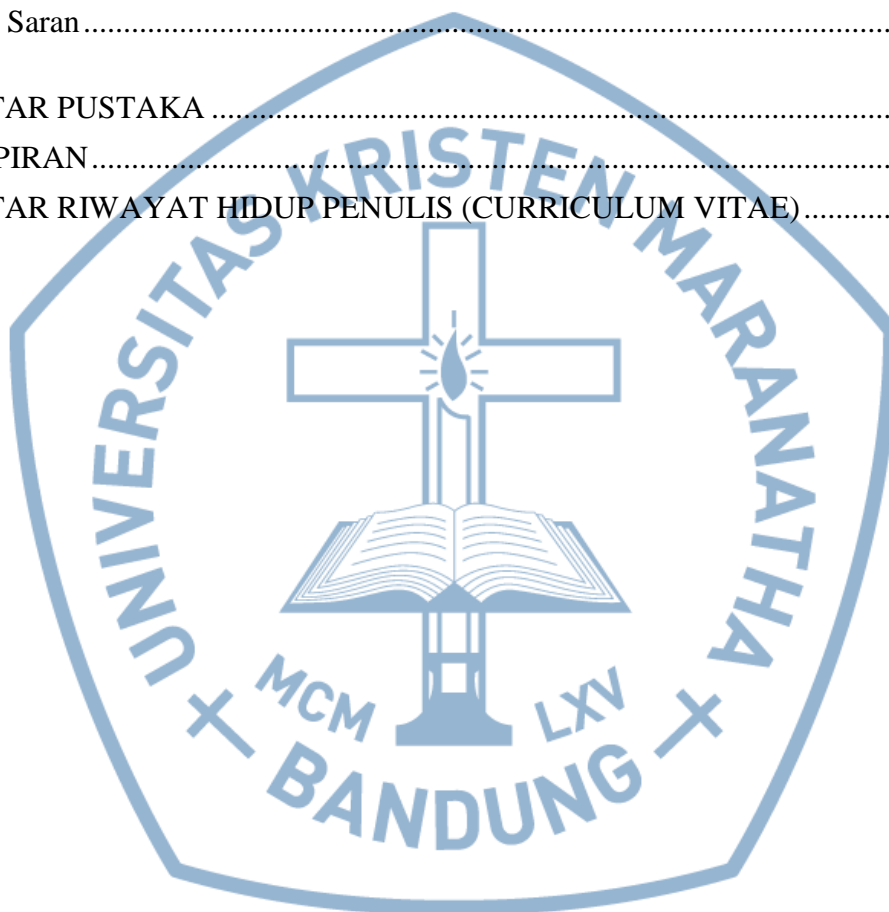 Saran
TAR PUSTAKA
PIRAN
TAR RIWAYAT HIDUP PENULIS (CURRICULUM VITAE)
UNIVERSITAS KRISTEN MARANATHA
MCM LXV
BANDUNG